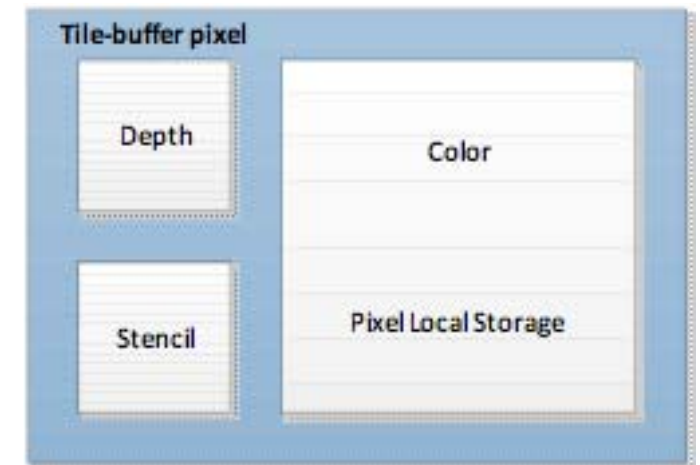 Tile-buffer pixel
Depth
Color
Stencil
Pixel Local Storage